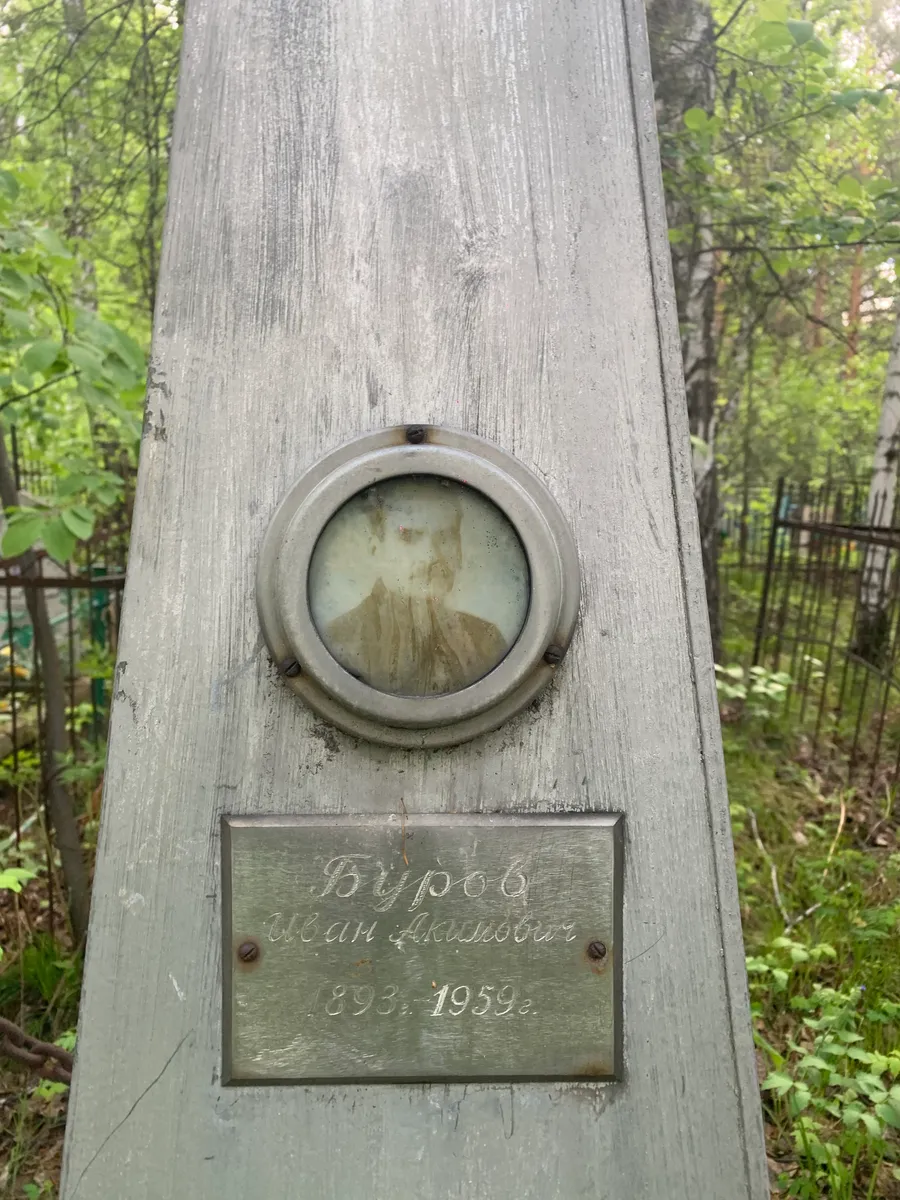 Буров
Иван Акимович
1893г. 1959г.